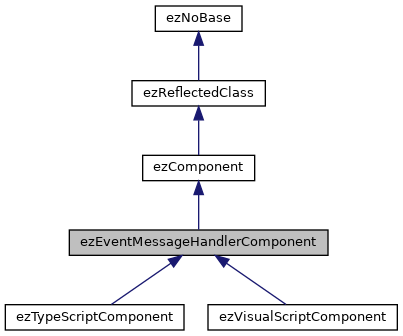 ezNoBase
ezReflectedClass
ezComponent
ezEventMessageHandlerComponent
ezTypeScriptComponent
ezVisualScriptComponent